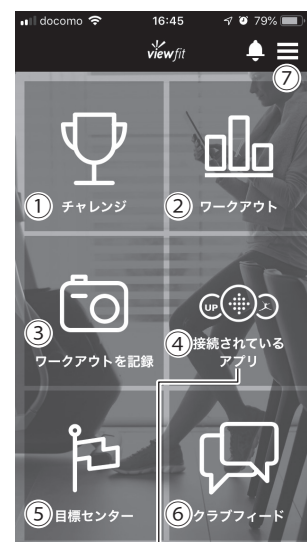 docomo 16:45 79%
viewfit
⑦
① チャレンジ ② ワークアウト
③ ワークアウトを記録
UP
④ 接続されている
アプリ
⑤ 目標センター ⑥ クラブフィード